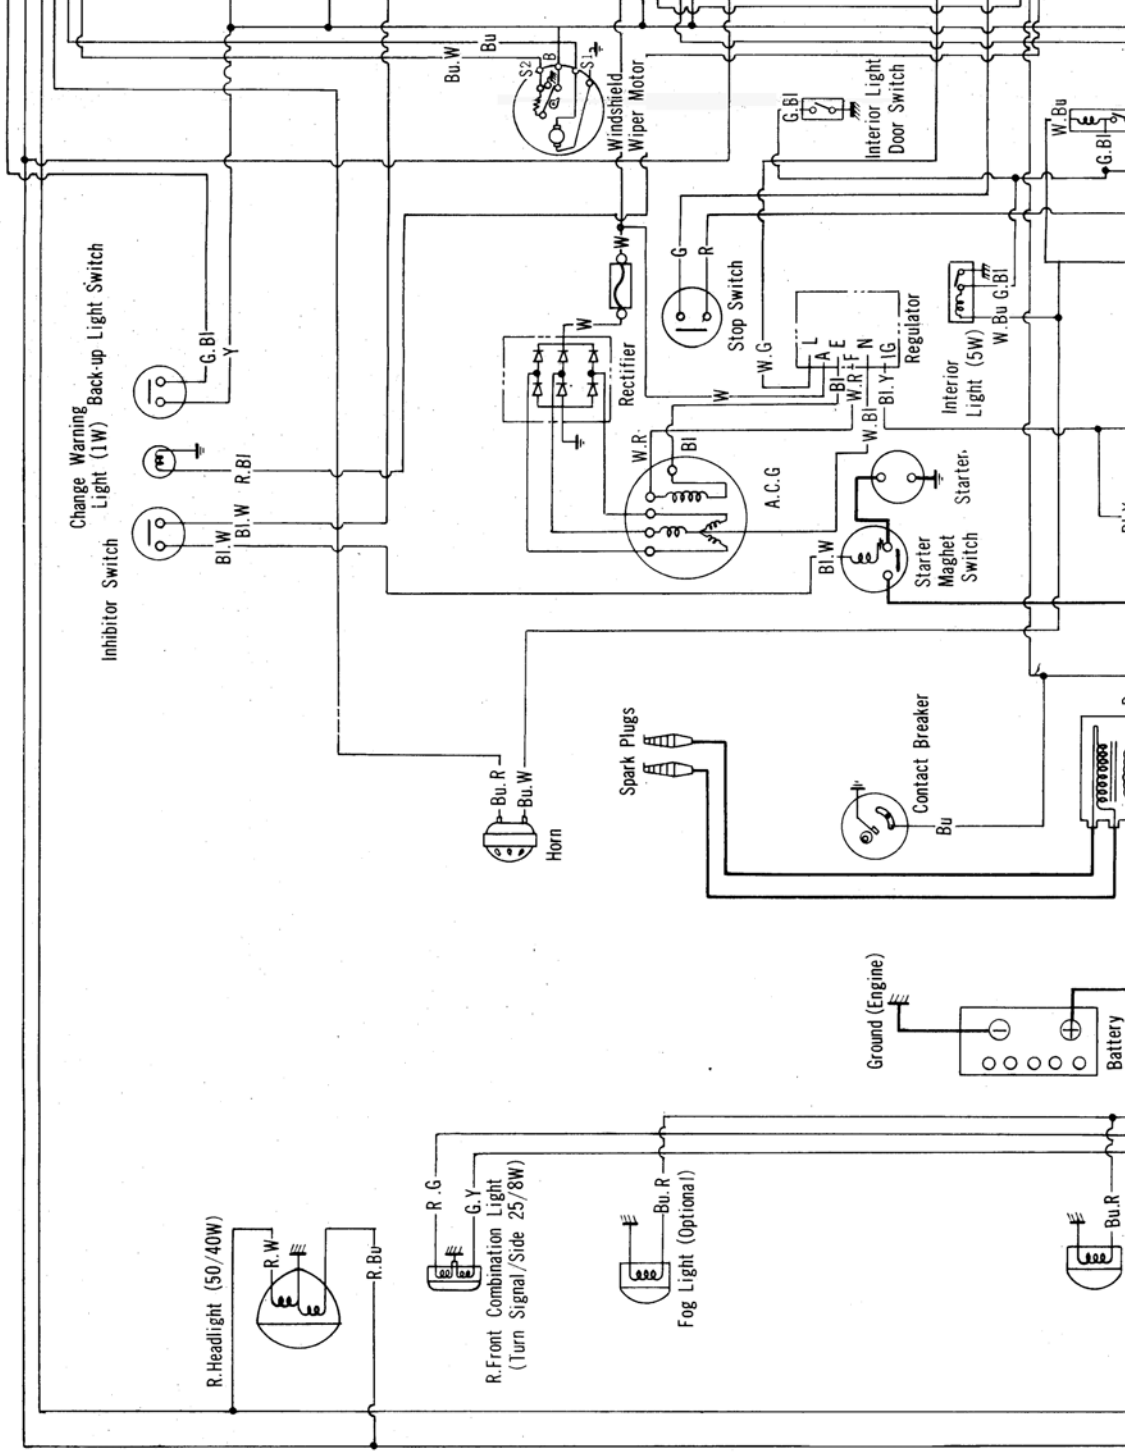 Bu.W
Bu
S2
B
S1
Windshield
Wiper Motor
G.Bl
Interior Light
Door Switch
W.Bu
G.Bl
Back-up Light Switch
G.Bl
Y
Change Warning
Light (1W)
R.Bl
Inhibitor Switch
Bl.W
Bl.W
W
W
Rectifier
G
R
Stop Switch
W.G
L
A
E
F
N
IG
Regulator
W
Bl
W.R
W.Bl
Bl.Y
W.R
Bl
A.C.G
W.Bu
G.Bl
Interior
Light (5W)
Starter
Bl.W
Starter
Maghet
Switch
Bu.R
Bu.W
Horn
Spark Plugs
Contact Breaker
Bu
Ground (Engine)
Battery
R.Headlight (50/40W)
R.W
R.Bu
R.G
G.Y
R.Front Combination Light
(Turn Signal/Side 25/8W)
Bu.R
Fog Light (Optional)
Bu.R